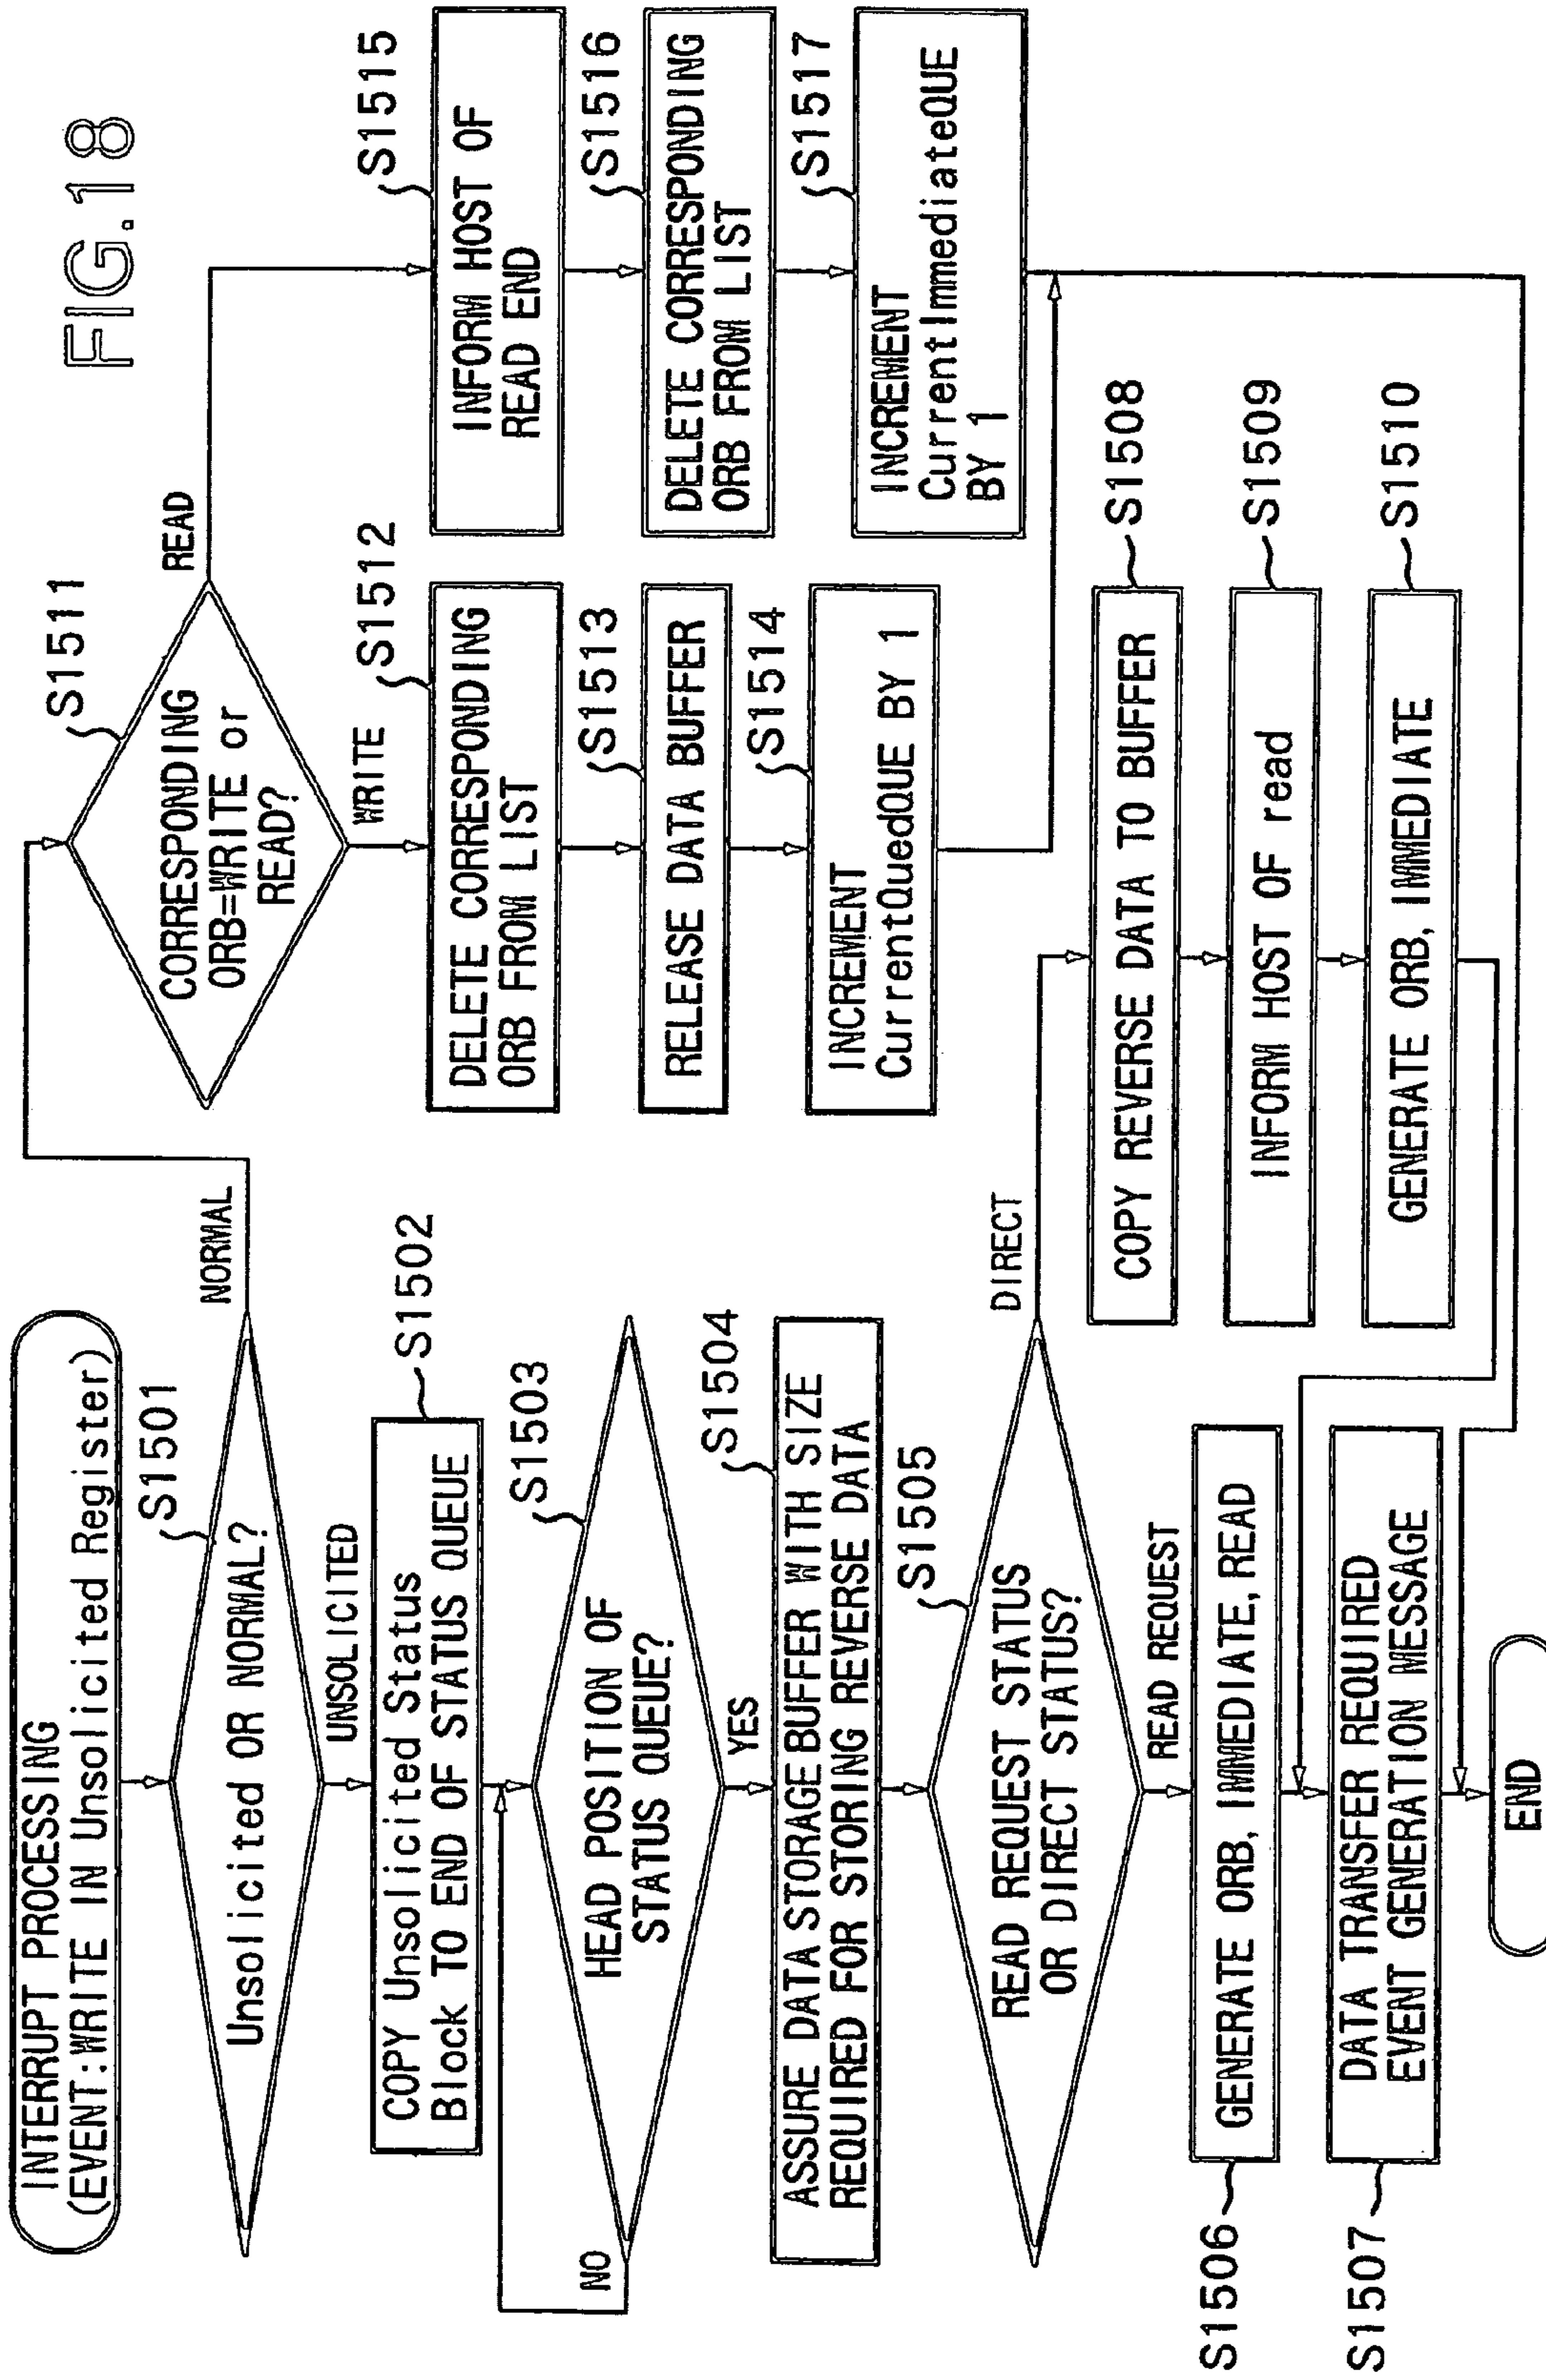 FIG.18
INTERRUPT PROCESSING
(EVENT:WRITE IN Unsolicited Register)
S1501
Unsolicited OR NORMAL?
NORMAL
UNSOLICITED
S1502
COPY Unsolicited Status
Block TO END OF STATUS QUEUE
S1503
HEAD POSITION OF
STATUS QUEUE?
NO
YES
S1504
ASSURE DATA STORAGE BUFFER WITH SIZE
REQUIRED FOR STORING REVERSE DATA
S1505
READ REQUEST STATUS
OR DIRECT STATUS?
DIRECT
READ REQUEST
S1506
GENERATE ORB, IMMEDIATE, READ
S1507
DATA TRANSFER REQUIRED
EVENT GENERATION MESSAGE
END
S1508
COPY REVERSE DATA TO BUFFER
S1509
INFORM HOST OF read
S1510
GENERATE ORB, IMMEDIATE
S1511
CORRESPONDING
ORB=WRITE or
READ?
READ
WRITE
S1512
DELETE CORRESPONDING
ORB FROM LIST
S1513
RELEASE DATA BUFFER
S1514
INCREMENT
CurrentQuedQUE BY 1
S1515
INFORM HOST OF
READ END
S1516
DELETE CORRESPONDING
ORB FROM LIST
S1517
INCREMENT
CurrentImmediateQUE
BY 1